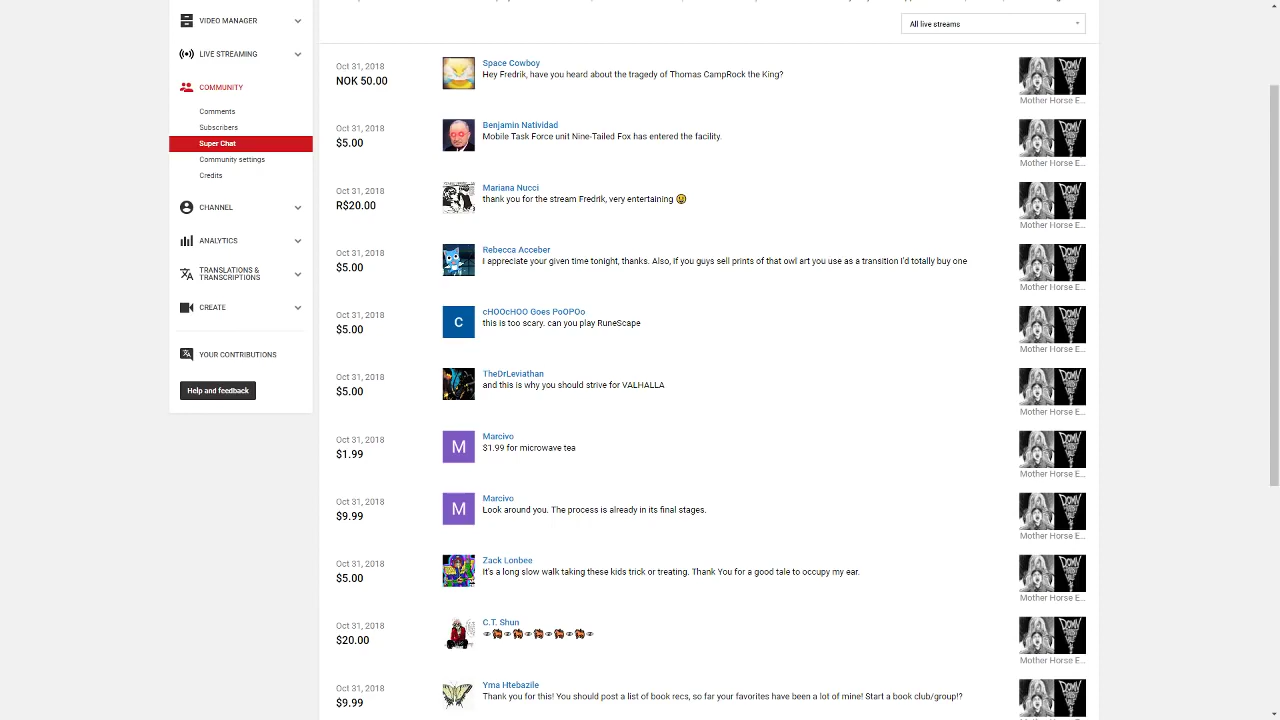 VIDEO MANAGER
LIVE STREAMING
COMMUNITY
Comments
Subscribers
Super Chat
Community settings
Credits
CHANNEL
ANALYTICS
TRANSLATIONS &
TRANSCRIPTIONS
CREATE
YOUR CONTRIBUTIONS
Help and feedback
All live streams
Oct 31, 2018
NOK 50.00
Space Cowboy
Hey Fredrik, have you heard about the tragedy of Thomas CampRock the King?
Mother Horse E...
Oct 31, 2018
$5.00
Benjamin Natividad
Mobile Task Force unit Nine-Tailed Fox has entered the facility.
Mother Horse E...
Oct 31, 2018
R$20.00
Mariana Nucci
thank you for the stream Fredrik, very entertaining
Mother Horse E...
Oct 31, 2018
$5.00
Rebecca Acceber
I appreciate your given time tonight, thanks. Also, if you guys sell prints of that owl art you use as a transition I'd totally buy one
Mother Horse E...
Oct 31, 2018
$5.00
cHOOcHOO Goes PoOPOo
this is too scary. can you play RuneScape
Mother Horse E...
Oct 31, 2018
$5.00
TheDrLeviathan
and this is why you should strive for VALHALLA
Mother Horse E...
Oct 31, 2018
$1.99
Marcivo
$1.99 for microwave tea
Mother Horse E...
Oct 31, 2018
$9.99
Marcivo
Look around you. The process is already in its final stages.
Mother Horse E...
Oct 31, 2018
$5.00
Zack Lonbee
It's a long slow walk taking these kids trick or treating. Thank You for a good tale to occupy my ear.
Mother Horse E...
Oct 31, 2018
$20.00
C.T. Shun
Mother Horse E...
Oct 31, 2018
$9.99
Yma Htebazile
Thank you for this! You should post a list of book recs, so far your favorites have been a lot of mine! Start a book club/group!?